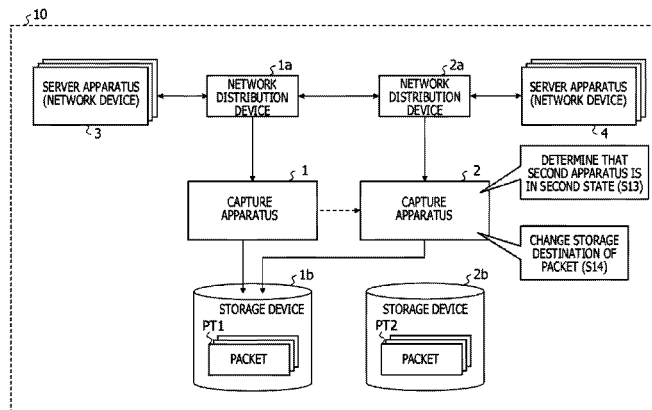 10
1a
2a
SERVER APPARATUS
(NETWORK DEVICE)
3
NETWORK
DISTRIBUTION
DEVICE
NETWORK
DISTRIBUTION
DEVICE
SERVER APPARATUS
(NETWORK DEVICE)
4
1
CAPTURE
APPARATUS
2
CAPTURE
APPARATUS
DETERMINE THAT
SECOND APPARATUS IS
IN SECOND STATE (S13)
CHANGE STORAGE
DESTINATION OF
PACKET (S14)
1b
STORAGE DEVICE
PT1
PACKET
2b
STORAGE DEVICE
PT2
PACKET